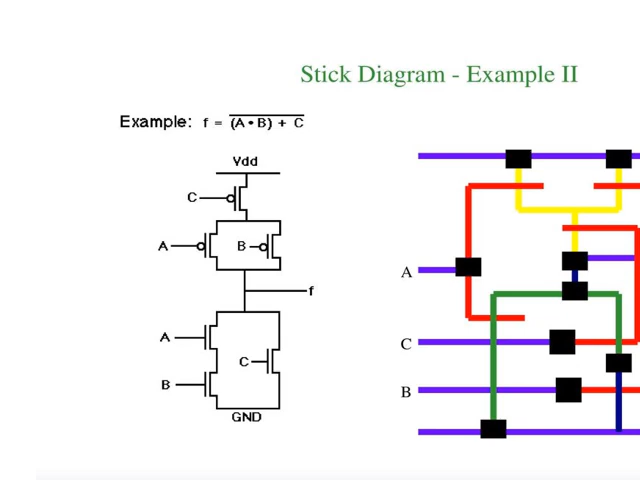 Stick Diagram - Example II
Example: f = (A • B) + C
Vdd
C
A
B
f
A
C
B
GND
A
C
B